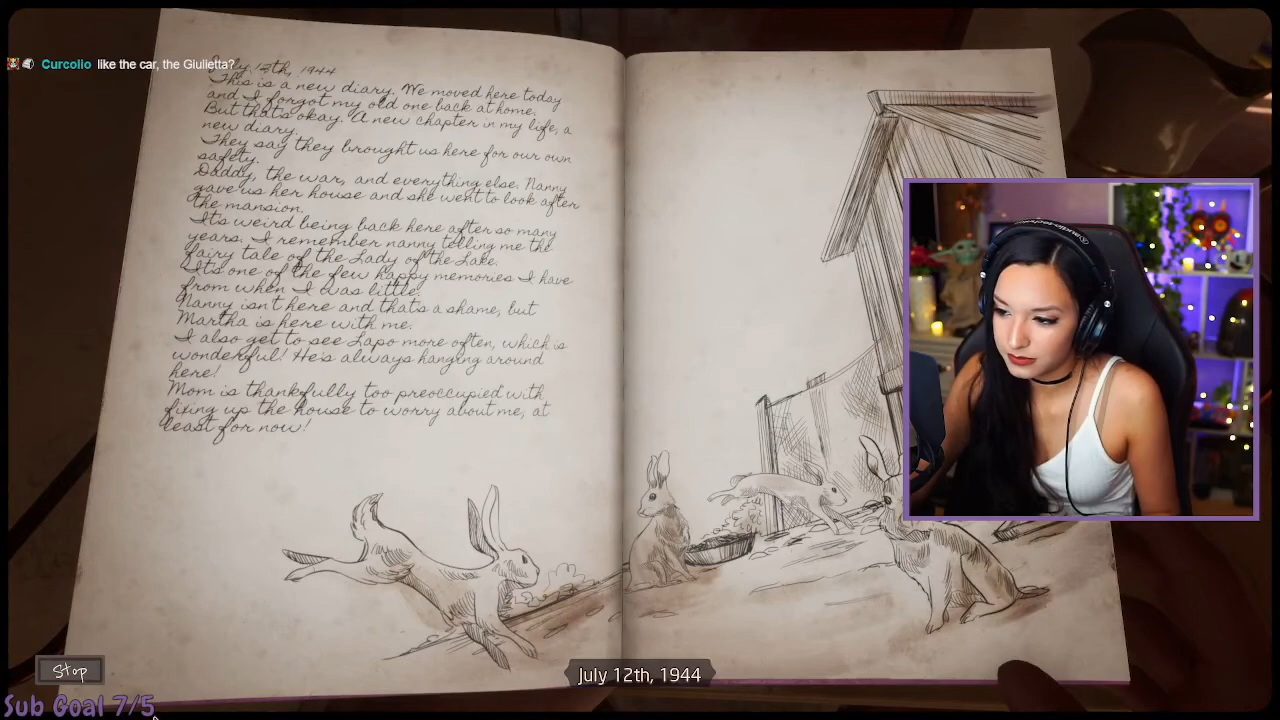 Curcolio like the car, the Giulietta?
July 12th, 1944
This is a new diary. We moved here today
and I forgot my old one back at home.
But that's okay. A new chapter in my life, a
new diary.
They say they brought us here for our own
safety.
Daddy, the war, and everything else. Nanny
gave us her house and she went to look after
the mansion.
It's weird being back here after so many
years. I remember nanny telling me the
fairy tale of the Lady of the Lake.
It's one of the few happy memories I have
from when I was little.
Nanny isn't here and thats a shame, but
Martha is here with me.
I also get to see Lapo more often, which is
wonderful! He's always hanging around
here!
Mom is thankfully too preoccupied with
fixing up the house to worry about me, at
least for now!
Stop
July 12th, 1944
Sub Goal 7/5